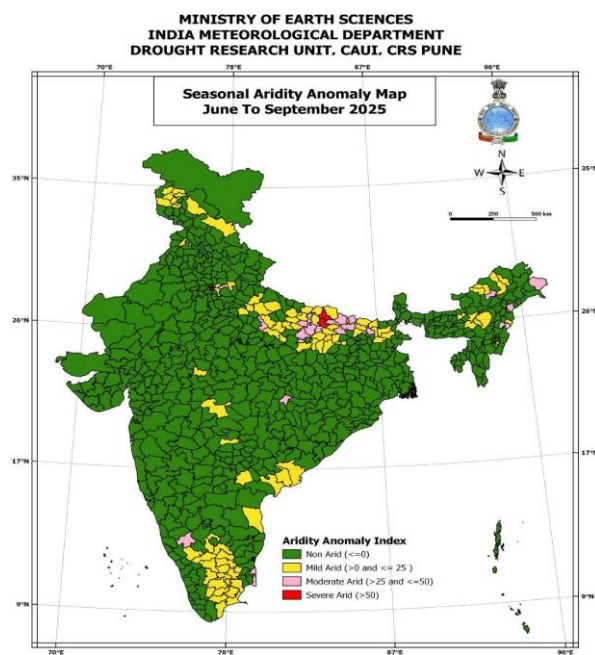 MINISTRY OF EARTH SCIENCES
INDIA METEOROLOGICAL DEPARTMENT
DROUGHT RESEARCH UNIT, CAUI, CRS PUNE
70°E
78°E
87°E
96°E
Seasonal Aridity Anomaly Map
June To September 2025
N
W
E
S
0
250
500 km
35°N
35°N
26°N
26°N
17°N
17°N
9°N
9°N
Aridity Anomaly Index
Non Arid (<=0)
Mild Arid (>0 and <= 25 )
Moderate Arid (>25 and <=50)
Severe Arid (>50)
70°E
78°E
87°E
96°E